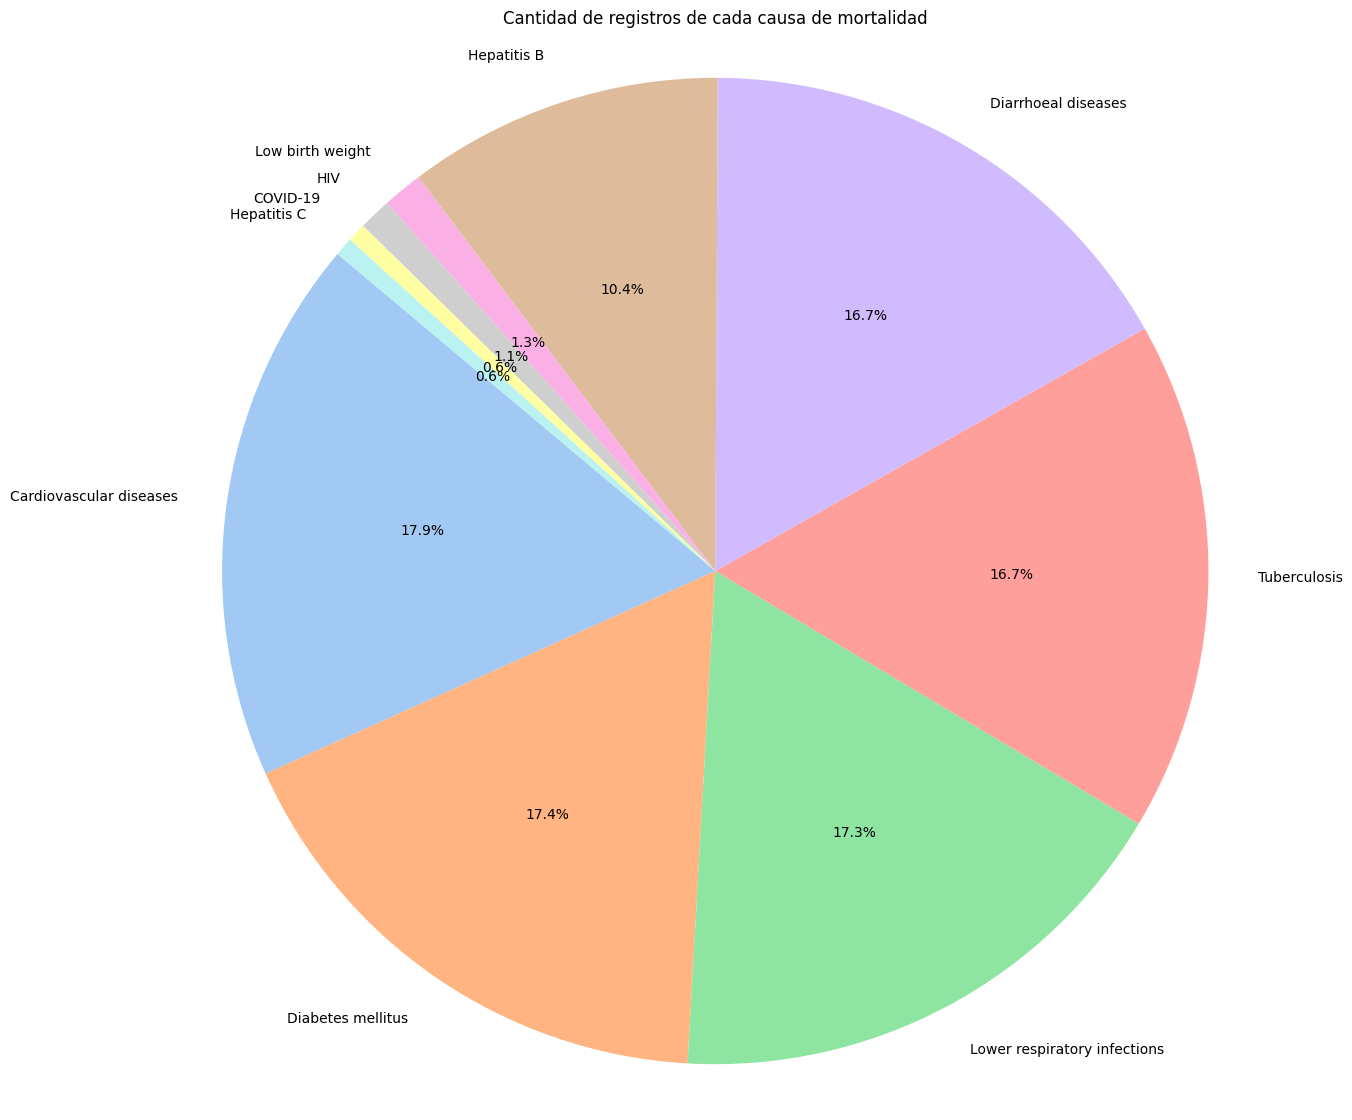 Cantidad de registros de cada causa de mortalidad
Hepatitis B
Diarrhoeal diseases
Low birth weight
HIV
COVID-19
Hepatitis C
10.4%
16.7%
1.3%
1.1%
0.6%
0.6%
Cardiovascular diseases
17.9%
16.7%
Tuberculosis
17.4%
17.3%
Diabetes mellitus
Lower respiratory infections